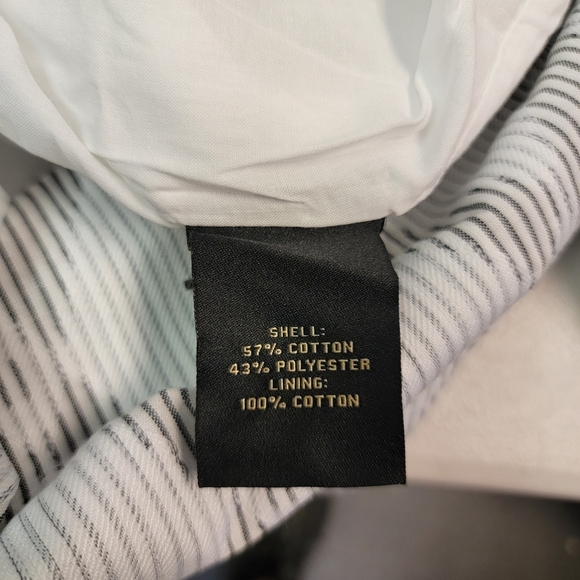 SHELL:
57% COTTON
43% POLYESTER
LINING:
100% COTTON